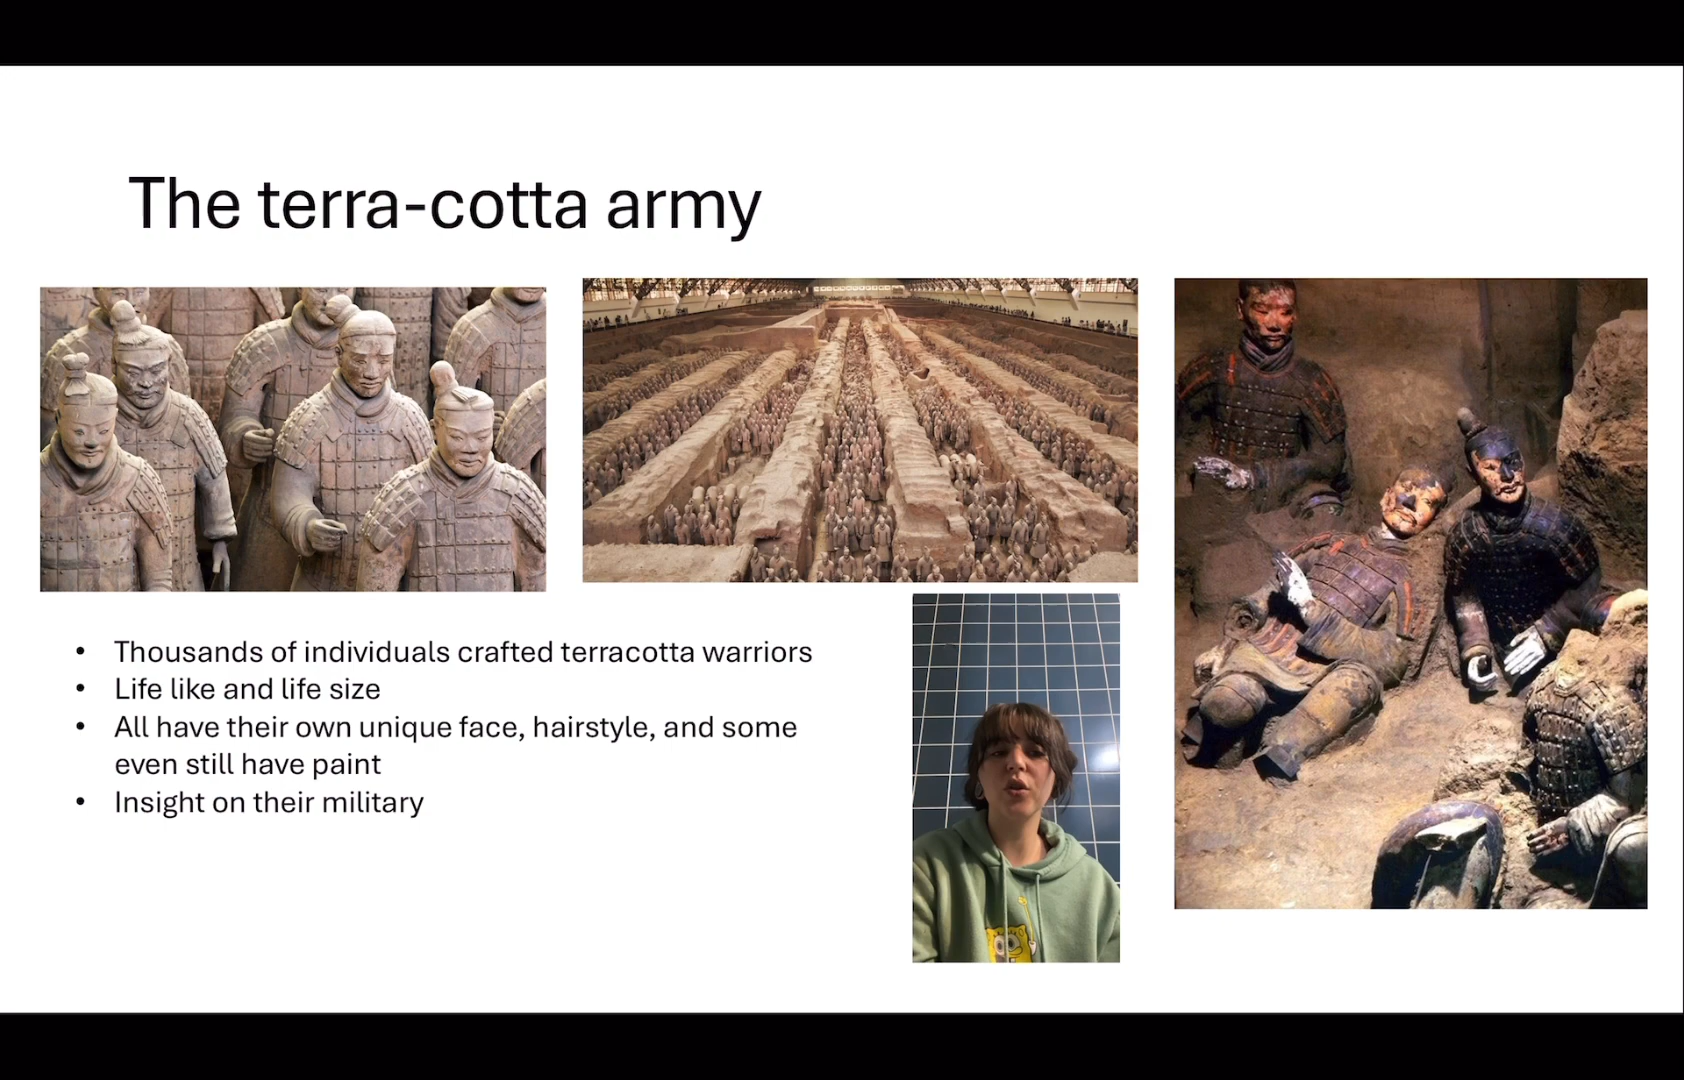 The terra-cotta army
• Thousands of individuals crafted terracotta warriors
• Life like and life size
• All have their own unique face, hairstyle, and some
even still have paint
• Insight on their military